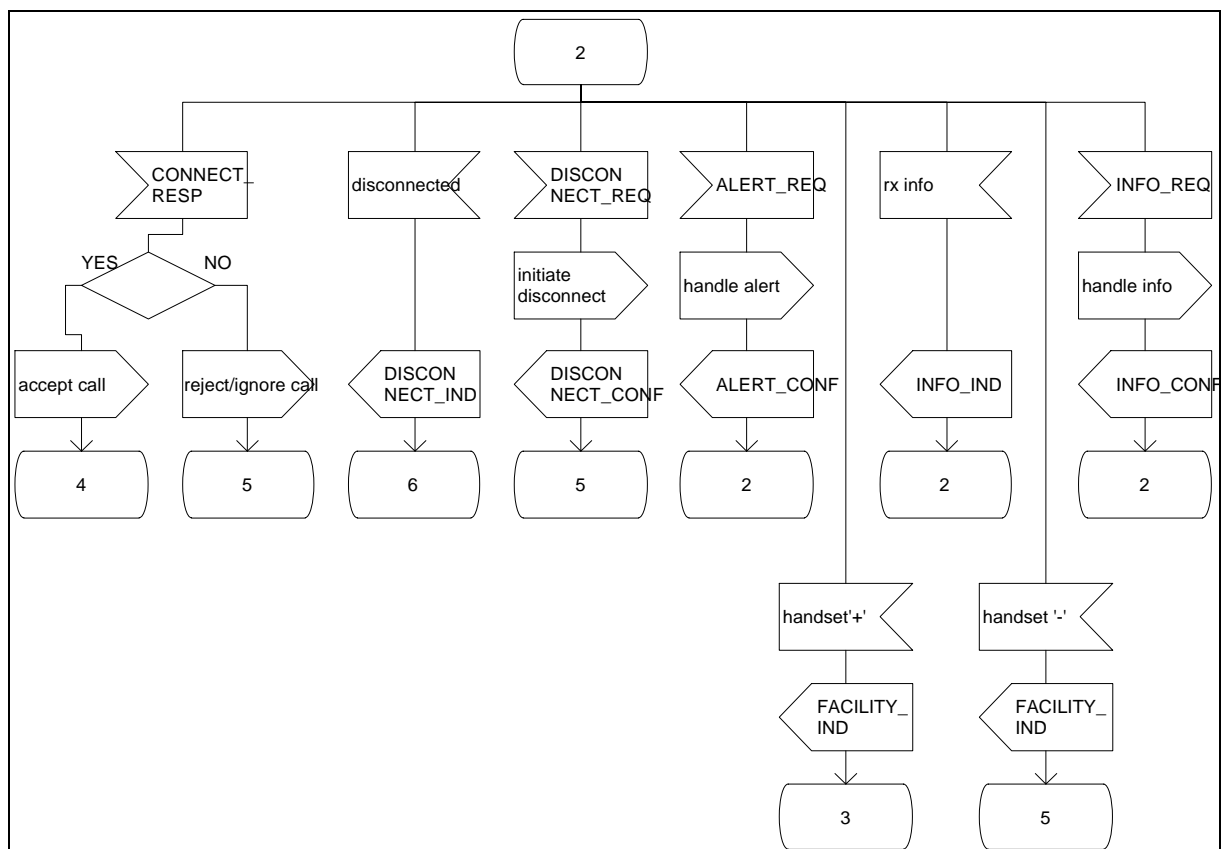 2
CONNECT_
RESP
disconnected
DISCON
NECT_REQ
ALERT_REQ
rx info
INFO_REQ
YES
NO
initiate
disconnect
handle alert
handle info
accept call
reject/ignore call
DISCON
NECT_IND
DISCON
NECT_CONF
ALERT_CONF
INFO_IND
INFO_CONF
4
5
6
5
2
2
2
handset'+'
handset '-'
FACILITY_
IND
FACILITY_
IND
3
5